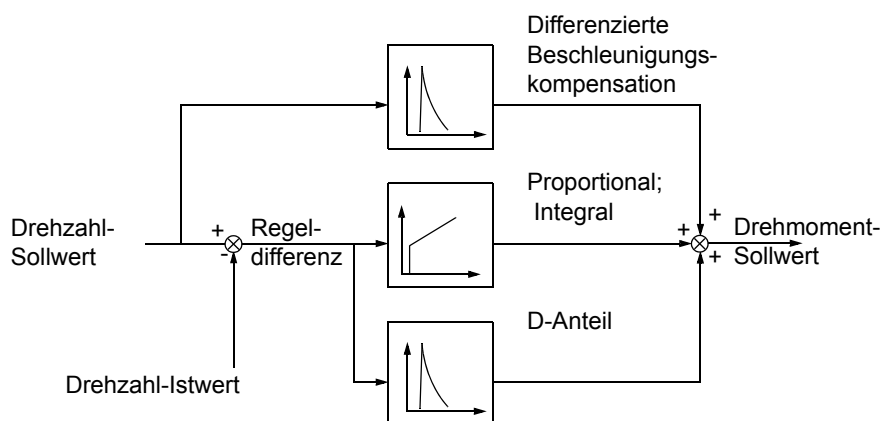 Differenzierte
Beschleunigungs-
kompensation
Proportional;
Integral
Drehzahl-
Sollwert
+
-
Regel-
differenz
+
+
+
Drehmoment-
Sollwert
D-Anteil
Drehzahl-Istwert